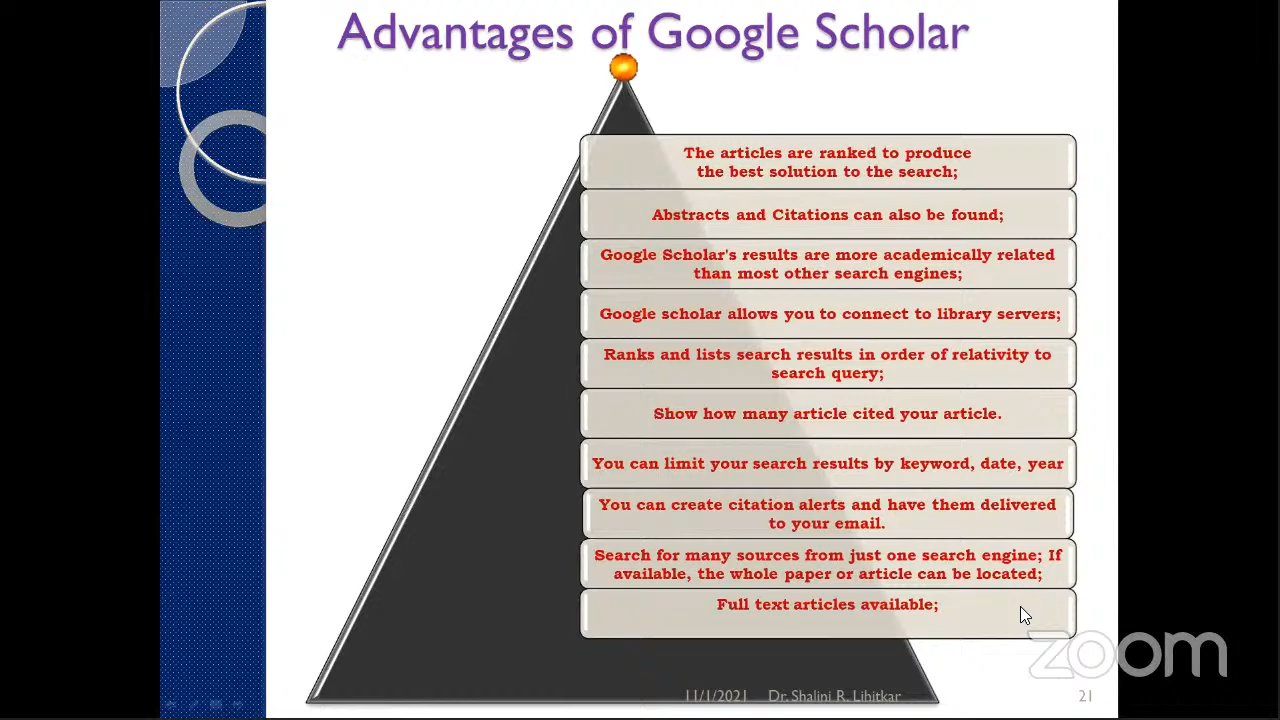 Advantages of Google Scholar
The articles are ranked to produce
the best solution to the search;
Abstracts and Citations can also be found;
Google Scholar's results are more academically related
than most other search engines;
Google scholar allows you to connect to library servers;
Ranks and lists search results in order of relativity to
search query;
Show how many article cited your article.
You can limit your search results by keyword, date, year
You can create citation alerts and have them delivered
to your email.
Search for many sources from just one search engine; If
available, the whole paper or article can be located;
Full text articles available;
zoom
11/1/2021 Dr. Shalini R. Lihitkar 21